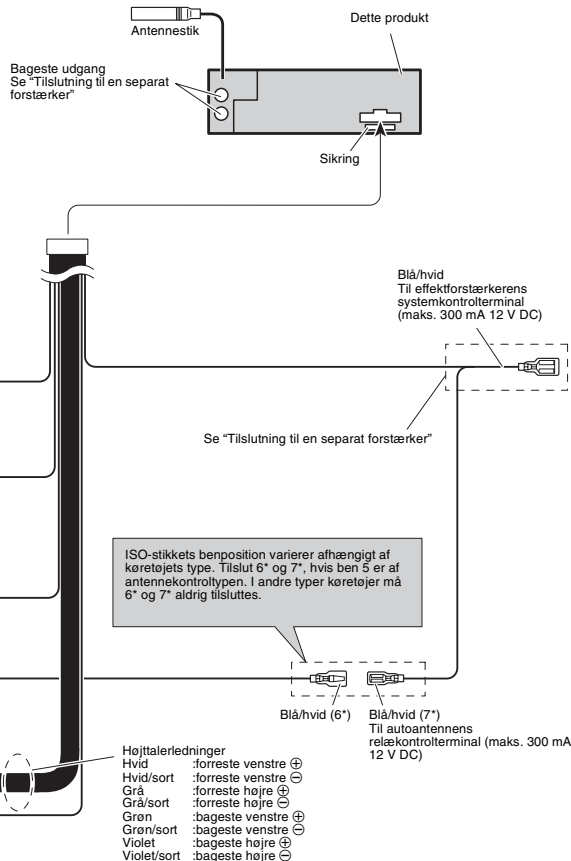 Antennestik
Dette produkt
Bageste udgang
Se “Tilslutning til en separat
forstærker”
Sikring
Blå/hvid
Til effektforstærkerens
systemkontrolterminal
(maks. 300 mA 12 V DC)
Se “Tilslutning til en separat forstærker”
ISO-stikkets benposition varierer afhængigt af
køretøjets type. Tilslut 6* og 7*, hvis ben 5 er af
antennekontroltypen. I andre typer køretøjer må
6* og 7* aldrig tilsluttes.
Blå/hvid (6*)
Blå/hvid (7*)
Til autoantennens
relækontrolterminal (maks. 300 mA
12 V DC)
Højttalerledninger
Hvid :forreste venstre ⊕
Hvid/sort :forreste venstre ⊖
Grå :forreste højre ⊕
Grå/sort :forreste højre ⊖
Grøn :bageste venstre ⊕
Grøn/sort :bageste venstre ⊖
Violet :bageste højre ⊕
Violet/sort :bageste højre ⊖